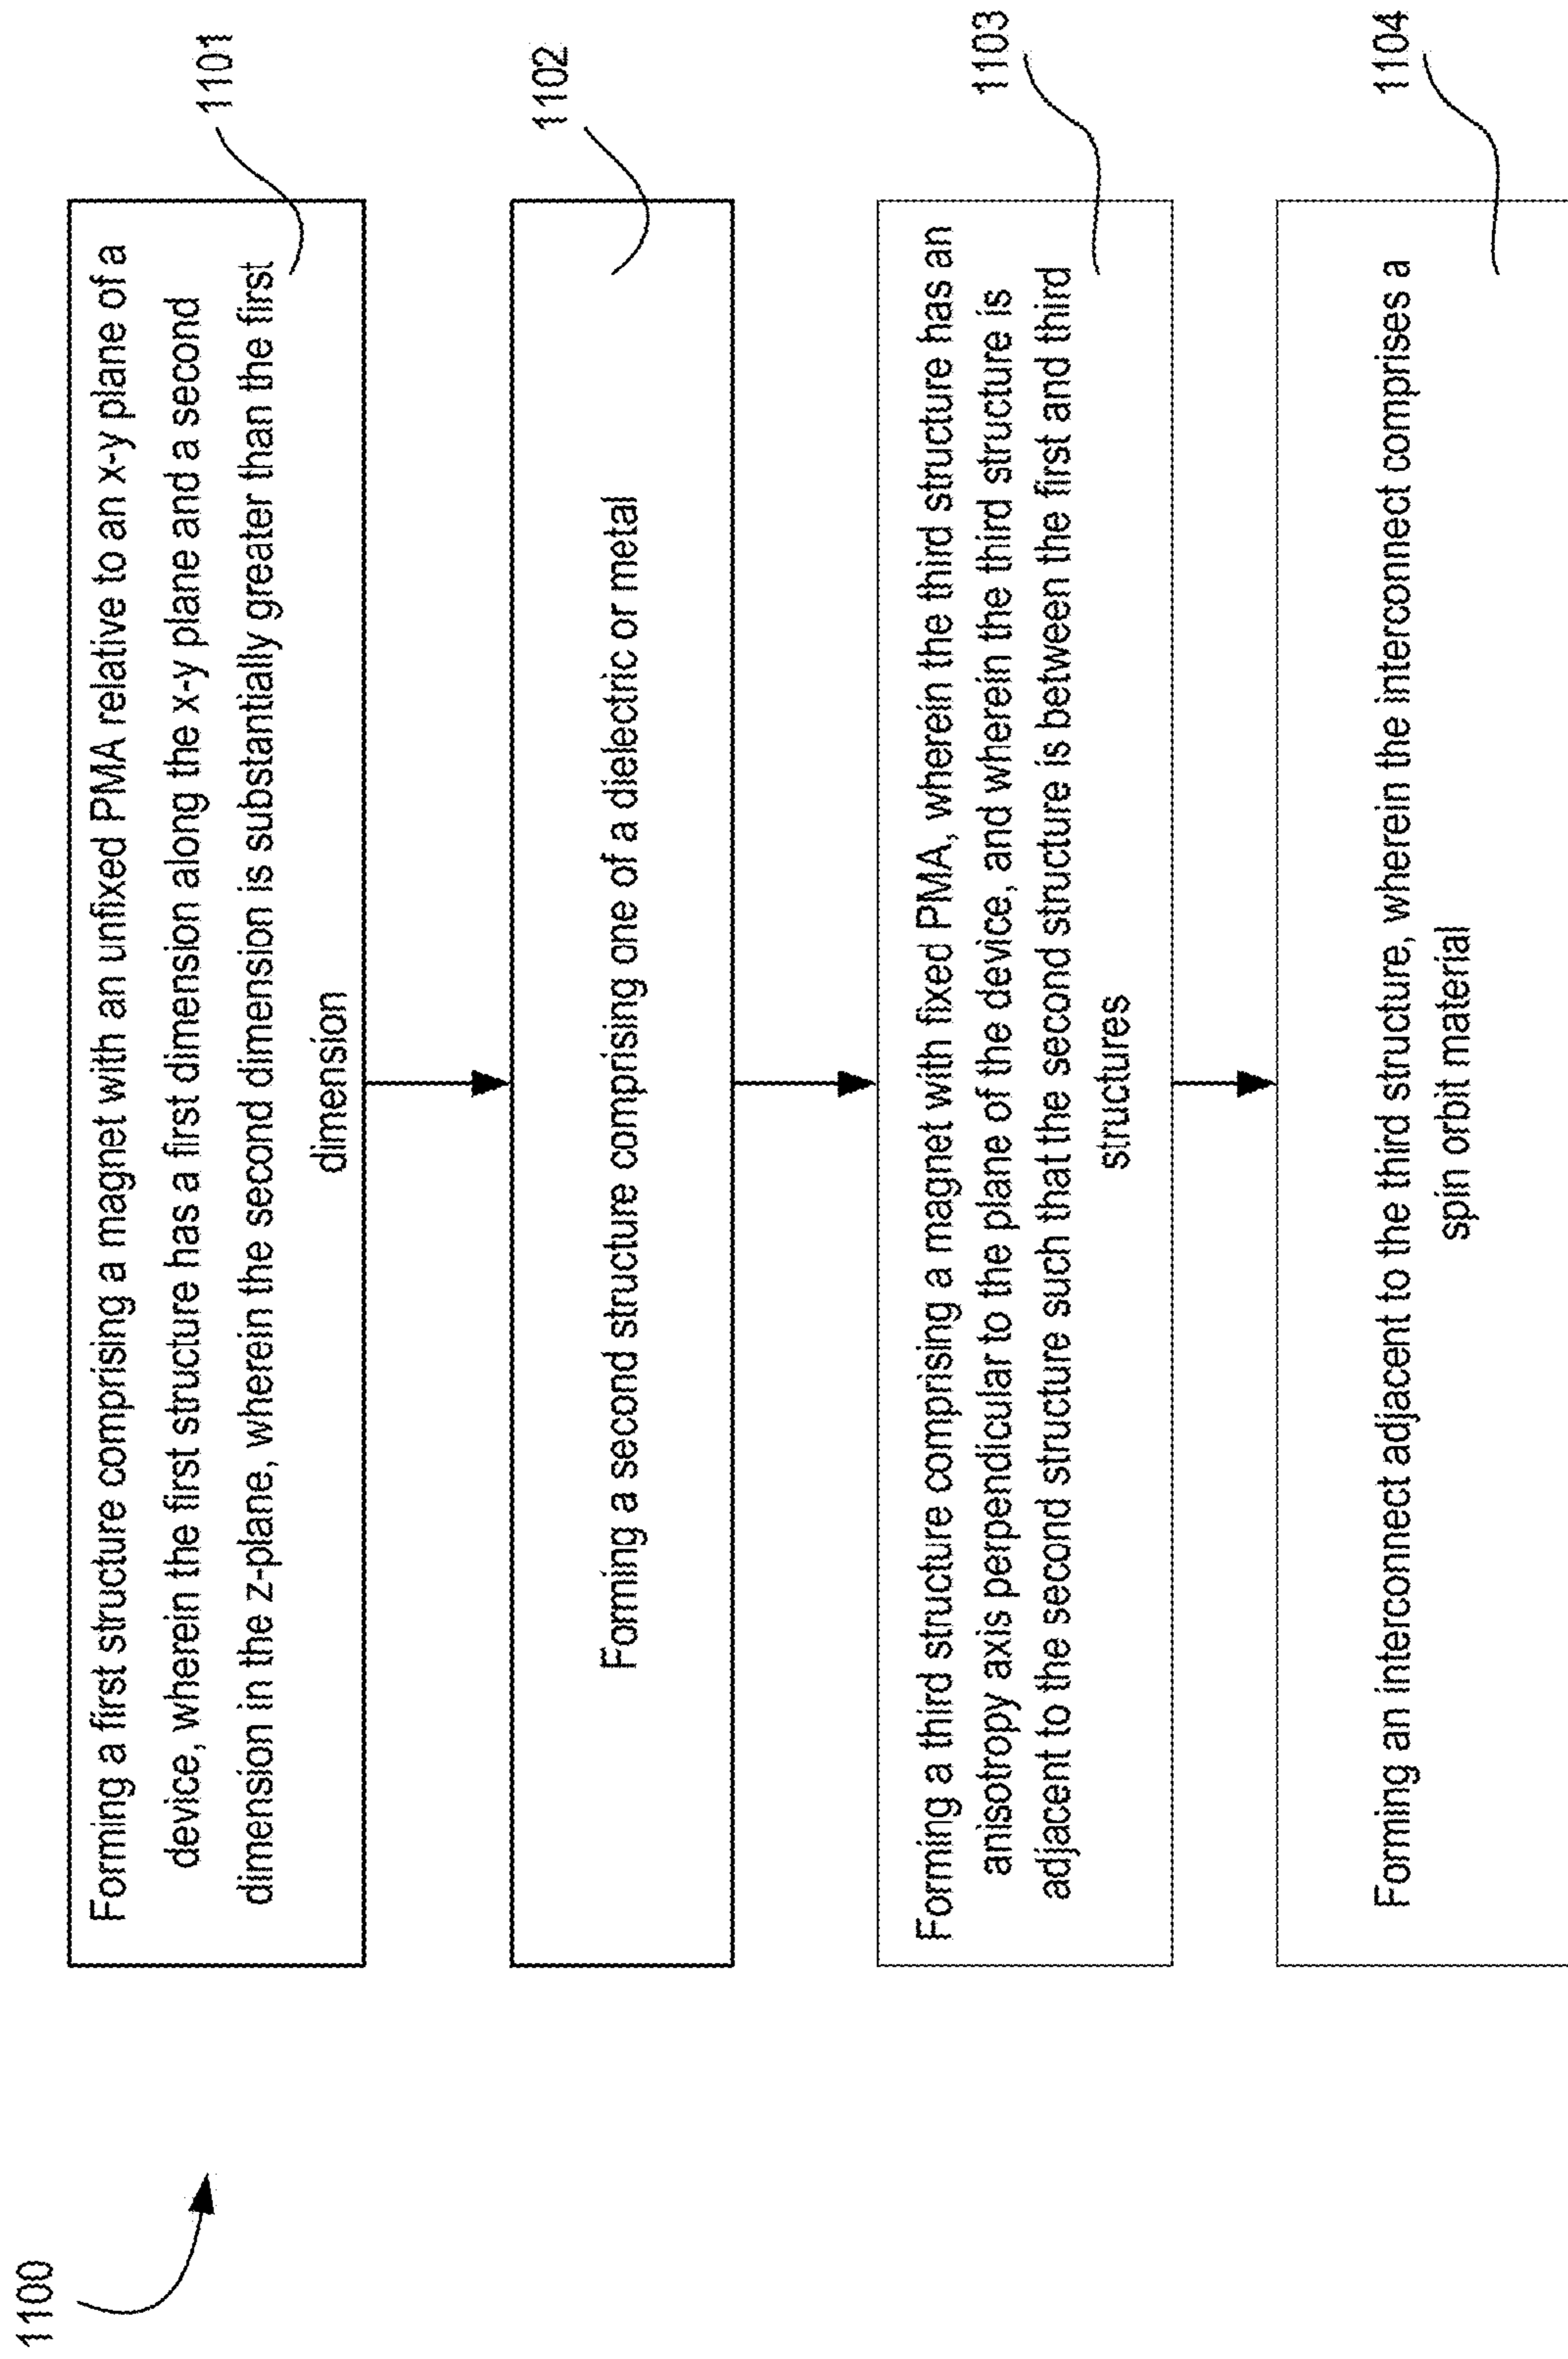 1100
Forming a first structure comprising a magnet with an unfixed PMA relative to an x-y plane of a
device, wherein the first structure has a first dimension along the x-y plane and a second
dimension in the z-plane, wherein the second dimension is substantially greater than the first
dimension
1101
Forming a second structure comprising one of a dielectric or metal
1102
Forming a third structure comprising a magnet with fixed PMA, wherein the third structure has an
anisotropy axis perpendicular to the plane of the device, and wherein the third structure is
adjacent to the second structure such that the second structure is between the first and third
structures
1103
Forming an interconnect adjacent to the third structure, wherein the interconnect comprises a
spin orbit material
1104